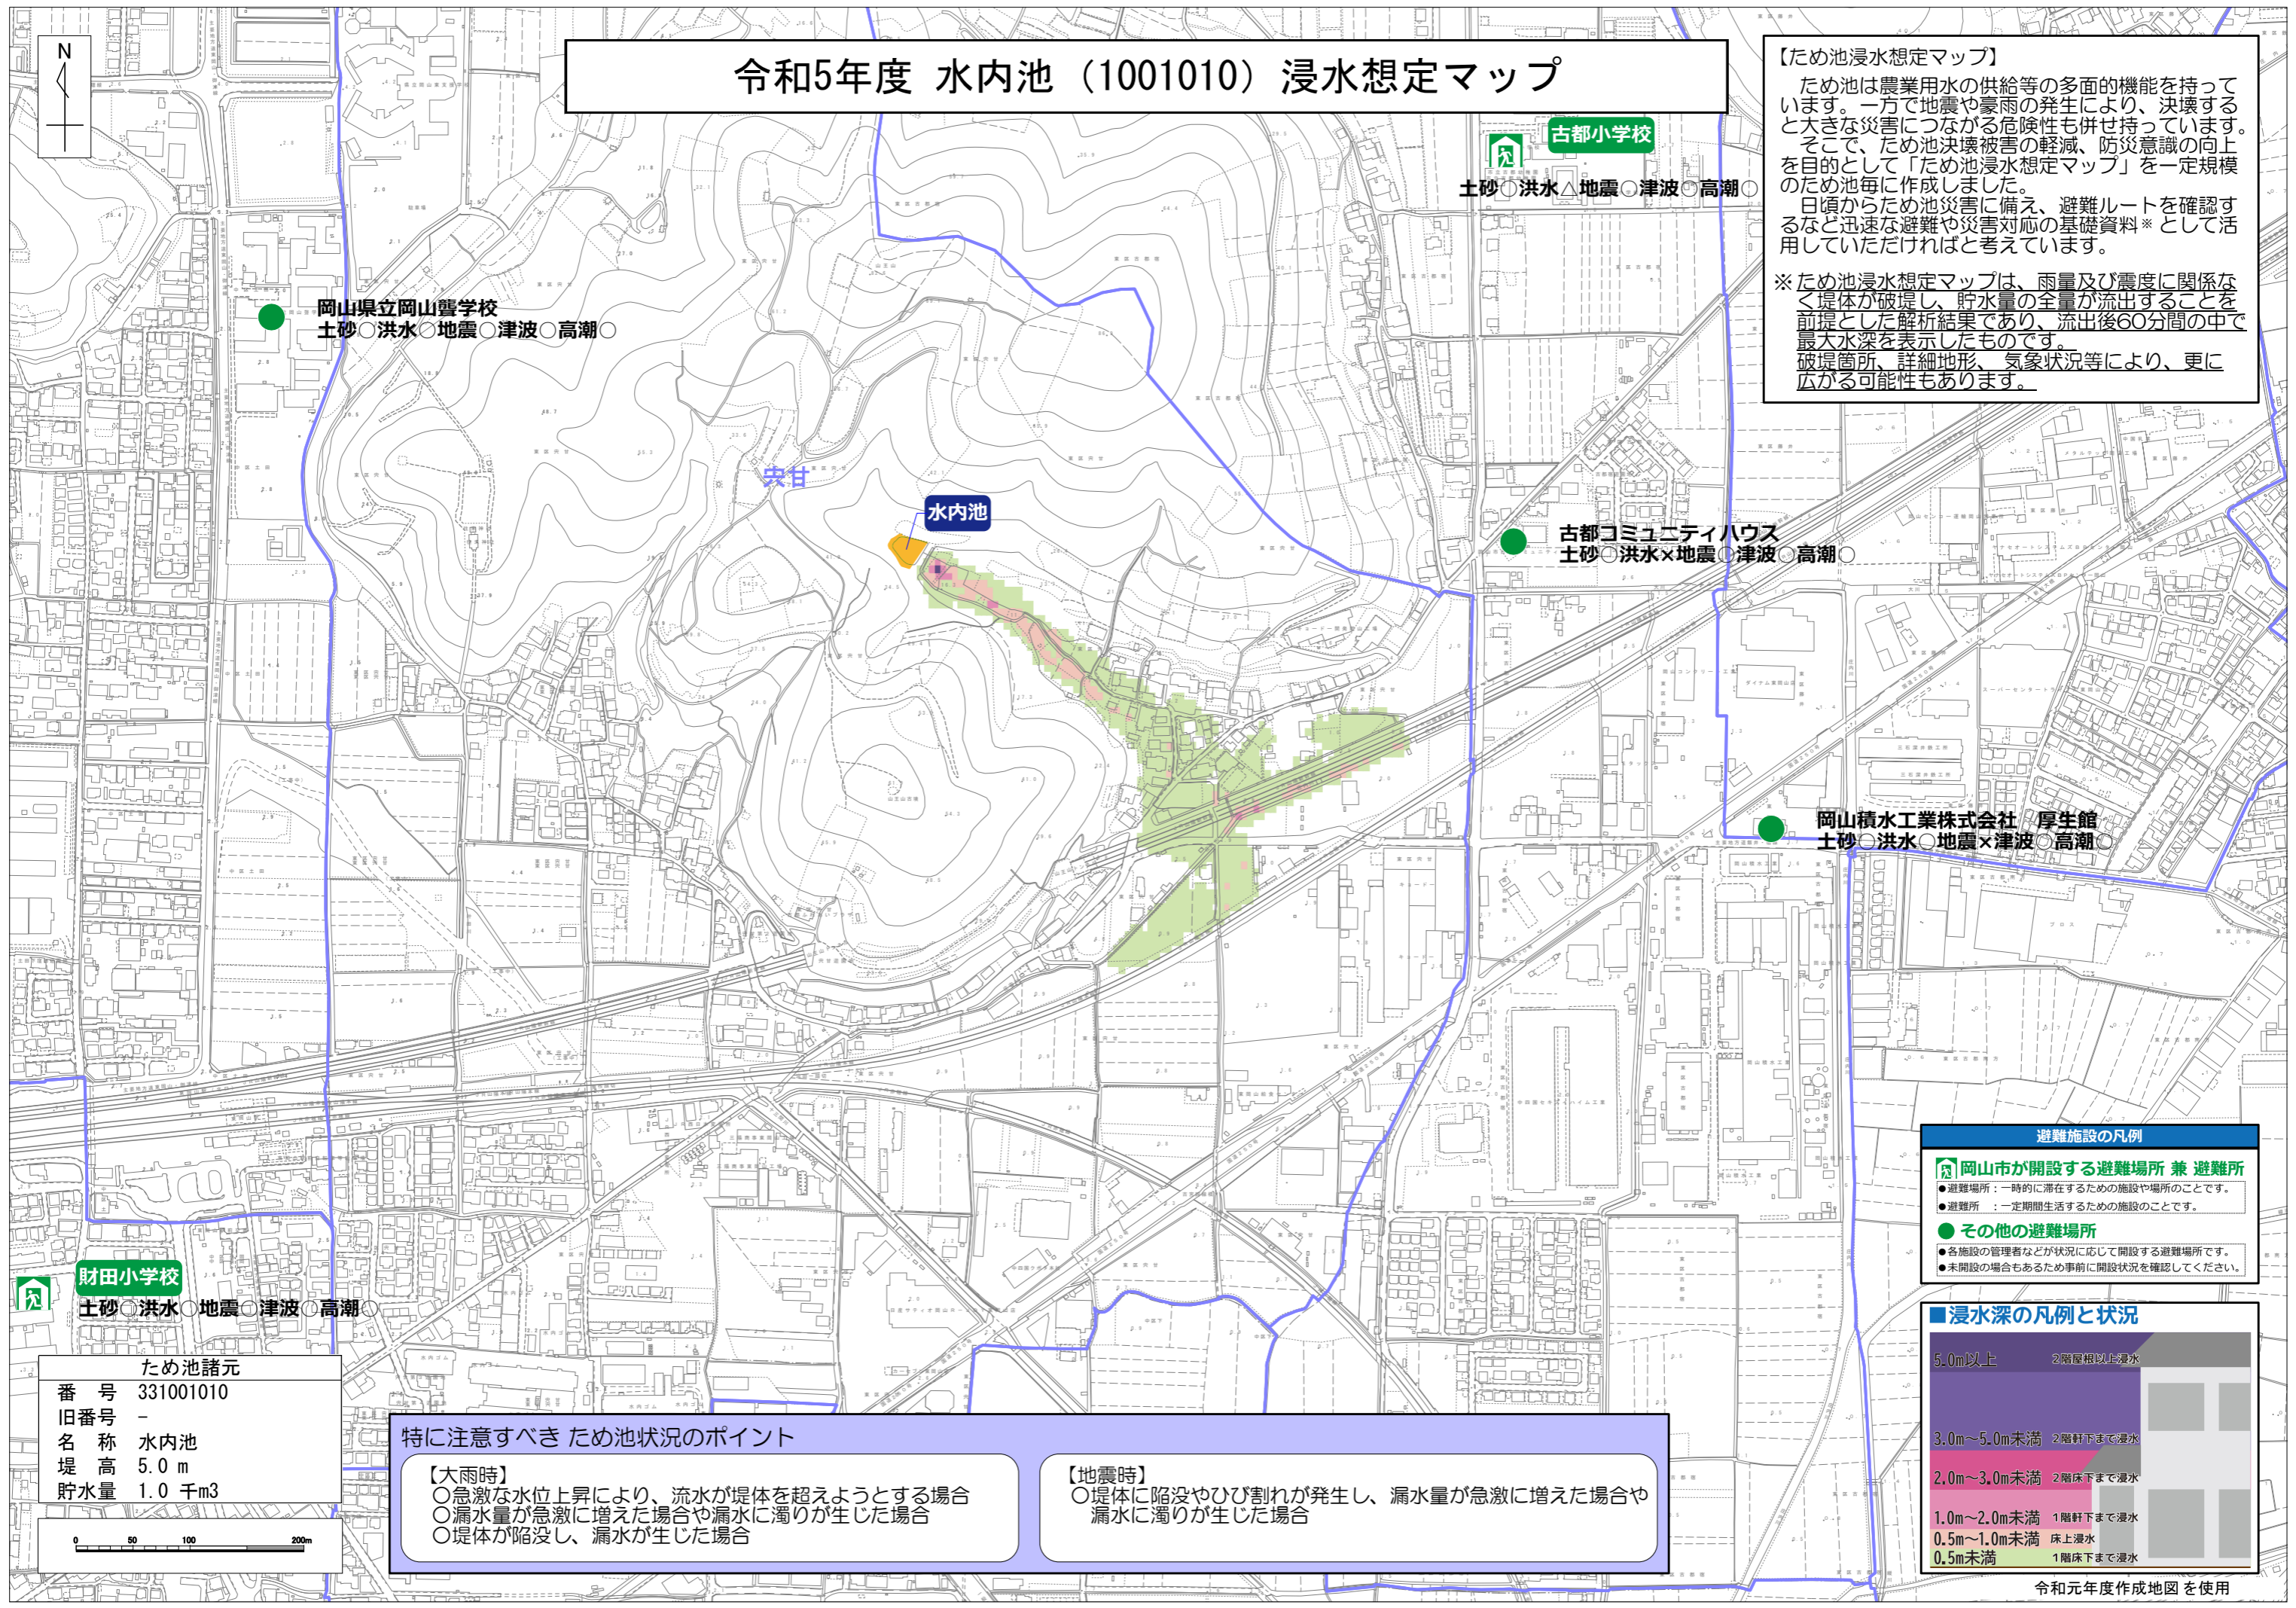 N
令和5年度 水内池（1001010）浸水想定マップ
【ため池浸水想定マップ】
ため池は農業用水の供給等の多面的機能を持って
います。一方で地震や豪雨の発生により、決壊する
と大きな災害につながる危険性も併せ持っています。
そこで、ため池決壊被害の軽減、防災意識の向上
を目的として「ため池浸水想定マップ」を一定規模
のため池毎に作成しました。
日頃からため池災害に備え、避難ルートを確認す
るなど迅速な避難や災害対応の基礎資料※として活
用していただければと考えています。
※ため池浸水想定マップは、雨量及び震度に関係な
く堤体が破堤し、貯水量の全量が流出することを
前提とした解析結果であり、流出後60分間の中で
最大水深を表示したものです。
破堤箇所、詳細地形、気象状況等により、更に
広がる可能性もあります。
古都小学校
土砂○洪水△地震○津波○高潮○
岡山県立岡山聾学校
土砂○洪水○地震○津波○高潮○
宍甘
水内池
古都コミュニティハウス
土砂○洪水×地震○津波○高潮○
岡山積水工業株式会社　厚生館
土砂○洪水○地震×津波○高潮○
財田小学校
土砂○洪水○地震○津波○高潮○
避難施設の凡例
岡山市が開設する避難場所 兼 避難所
●避難場所：一時的に滞在するための施設や場所のことです。
●避難所　：一定期間生活するための施設のことです。
その他の避難場所
●各施設の管理者などが状況に応じて開設する避難場所です。
●未開設の場合もあるため事前に開設状況を確認してください。
■浸水深の凡例と状況
5.0m以上 2階屋根以上浸水
3.0m～5.0m未満 2階軒下まで浸水
2.0m～3.0m未満 2階床下まで浸水
1.0m～2.0m未満 1階軒下まで浸水
0.5m～1.0m未満 床上浸水
0.5m未満 1階床下まで浸水
令和元年度作成地図を使用
ため池諸元
番　号 331001010
旧番号 -
名　称 水内池
堤　高 5.0 m
貯水量 1.0 千m3
0 50 100 200m
特に注意すべき ため池状況のポイント
【大雨時】
○急激な水位上昇により、流水が堤体を超えようとする場合
○漏水量が急激に増えた場合や漏水に濁りが生じた場合
○堤体が陥没し、漏水が生じた場合
【地震時】
○堤体に陥没やひび割れが発生し、漏水量が急激に増えた場合や
漏水に濁りが生じた場合